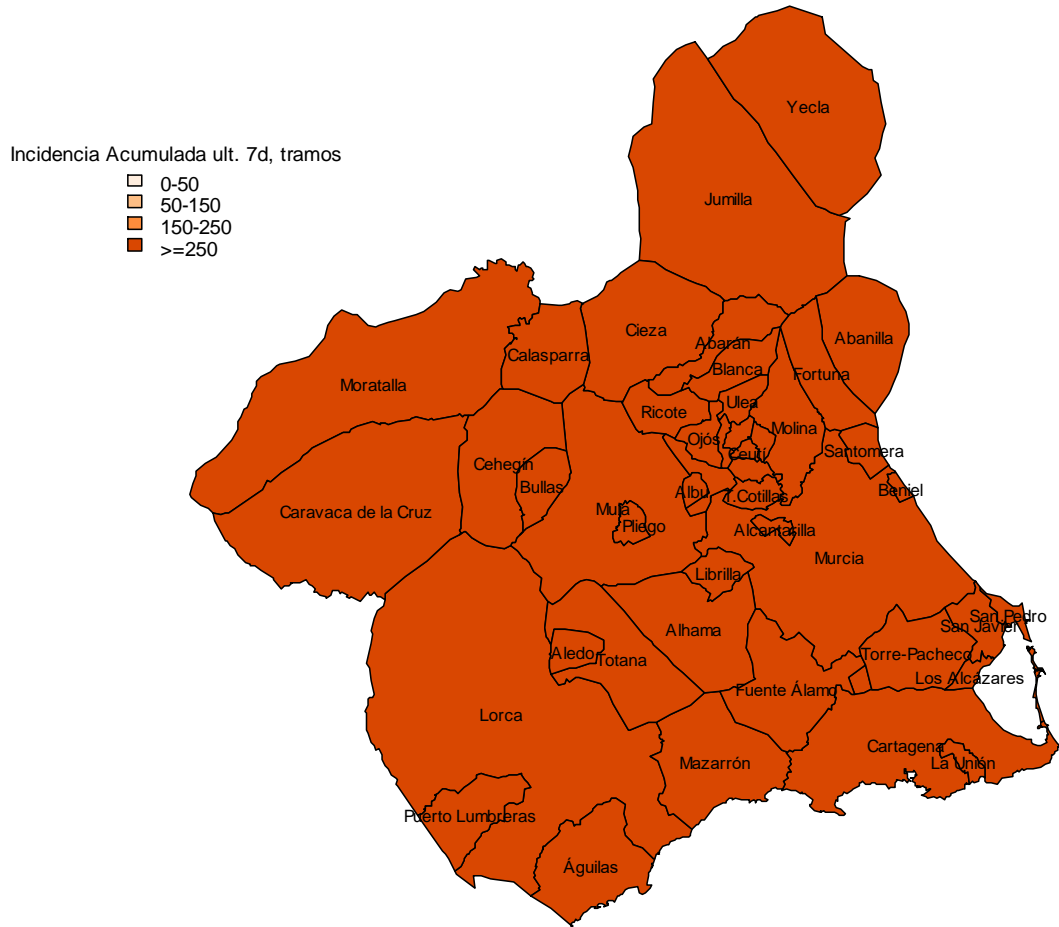 Yecla
Incidencia Acumulada ult. 7d, tramos
0-50
50-150
150-250
>=250
Jumilla
Cieza
Abarán
Abanilla
Calasparra
Blanca
Fortuna
Moratalla
Ulea
Ricote
Molina
Ojós
Ceutí
Santomera
Cehegín
Bullas
Albu
T.Cotillas
Beniel
Caravaca de la Cruz
Mula
Pliego
Alcantarilla
Murcia
Librilla
San Pedro
San Javier
Alhama
Aledo
Totana
Torre-Pacheco
Los Alcázares
Fuente Álamo
Lorca
Cartagena
Mazarrón
La Unión
Puerto Lumbreras
Águilas